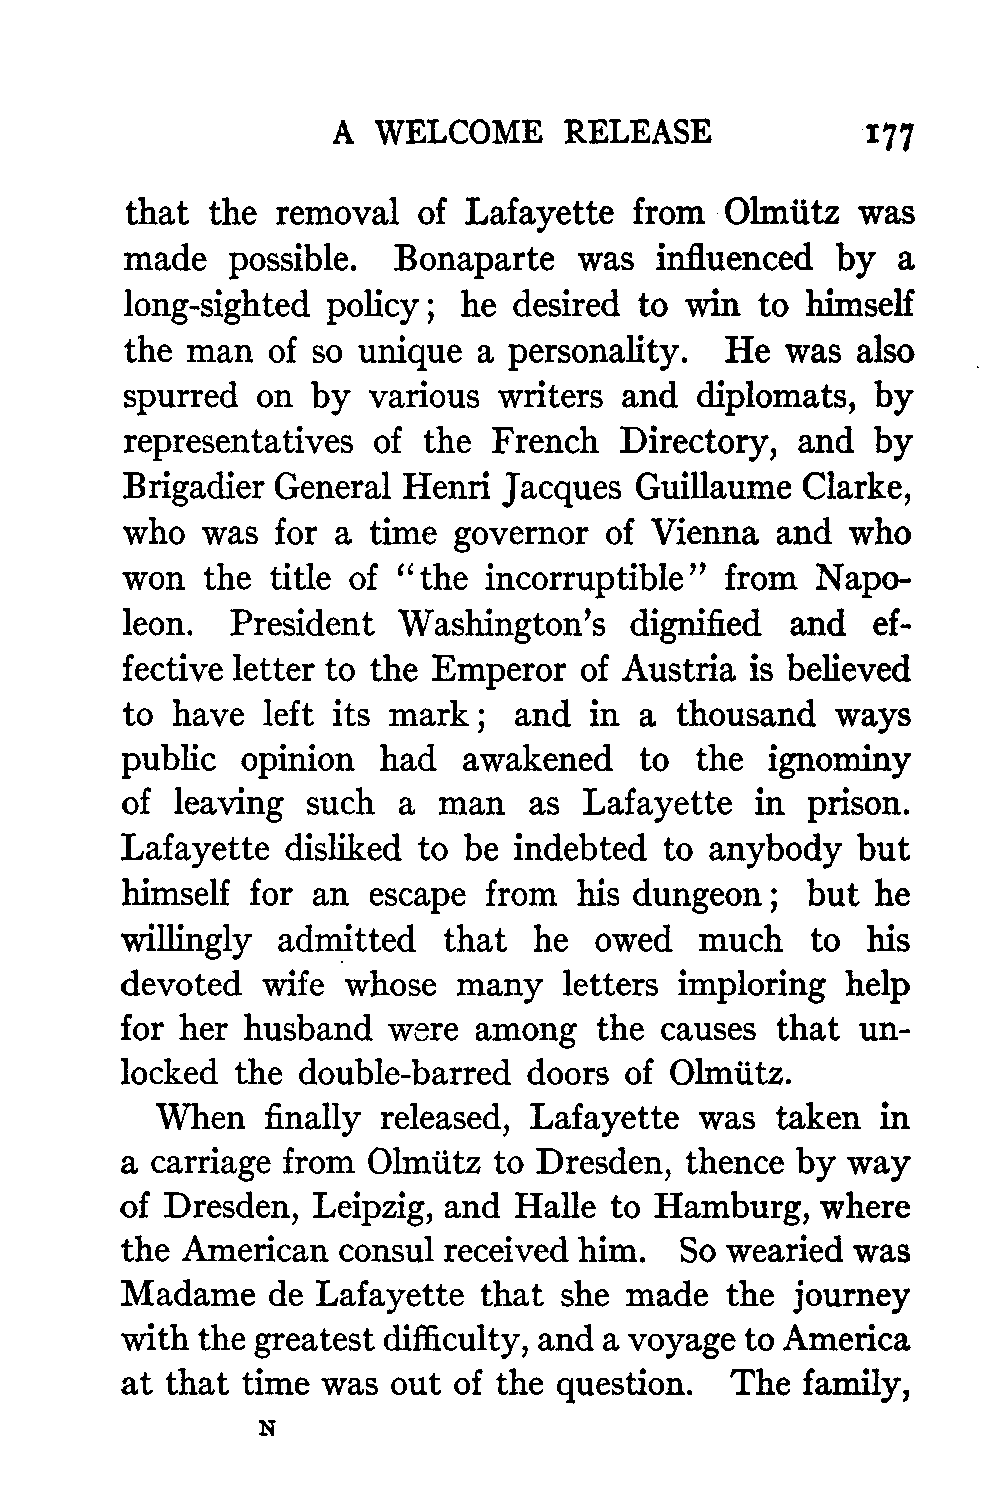 A WELCOME RELEASE 177
that the removal of Lafayette from Olmütz was
made possible. Bonaparte was influenced by a
long-sighted policy; he desired to win to himself
the man of so unique a personality. He was also
spurred on by various writers and diplomats, by
representatives of the French Directory, and by
Brigadier General Henri Jacques Guillaume Clarke,
who was for a time governor of Vienna and who
won the title of "the incorruptible" from Napo-
leon. President Washington's dignified and ef-
fective letter to the Emperor of Austria is believed
to have left its mark; and in a thousand ways
public opinion had awakened to the ignominy
of leaving such a man as Lafayette in prison.
Lafayette disliked to be indebted to anybody but
himself for an escape from his dungeon; but he
willingly admitted that he owed much to his
devoted wife whose many letters imploring help
for her husband were among the causes that un-
locked the double-barred doors of Olmütz.
When finally released, Lafayette was taken in
a carriage from Olmütz to Dresden, thence by way
of Dresden, Leipzig, and Halle to Hamburg, where
the American consul received him. So wearied was
Madame de Lafayette that she made the journey
with the greatest difficulty, and a voyage to America
at that time was out of the question. The family,
N